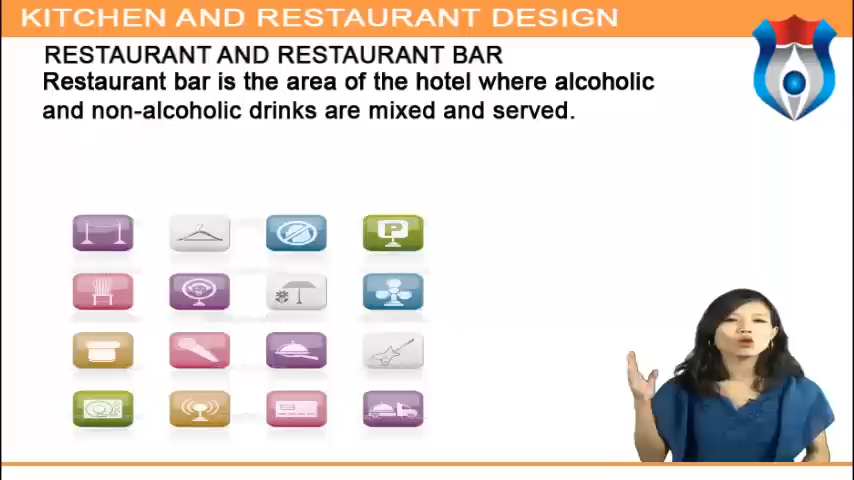 KITCHEN AND RESTAURANT DESIGN
RESTAURANT AND RESTAURANT BAR
Restaurant bar is the area of the hotel where alcoholic
and non-alcoholic drinks are mixed and served.
P